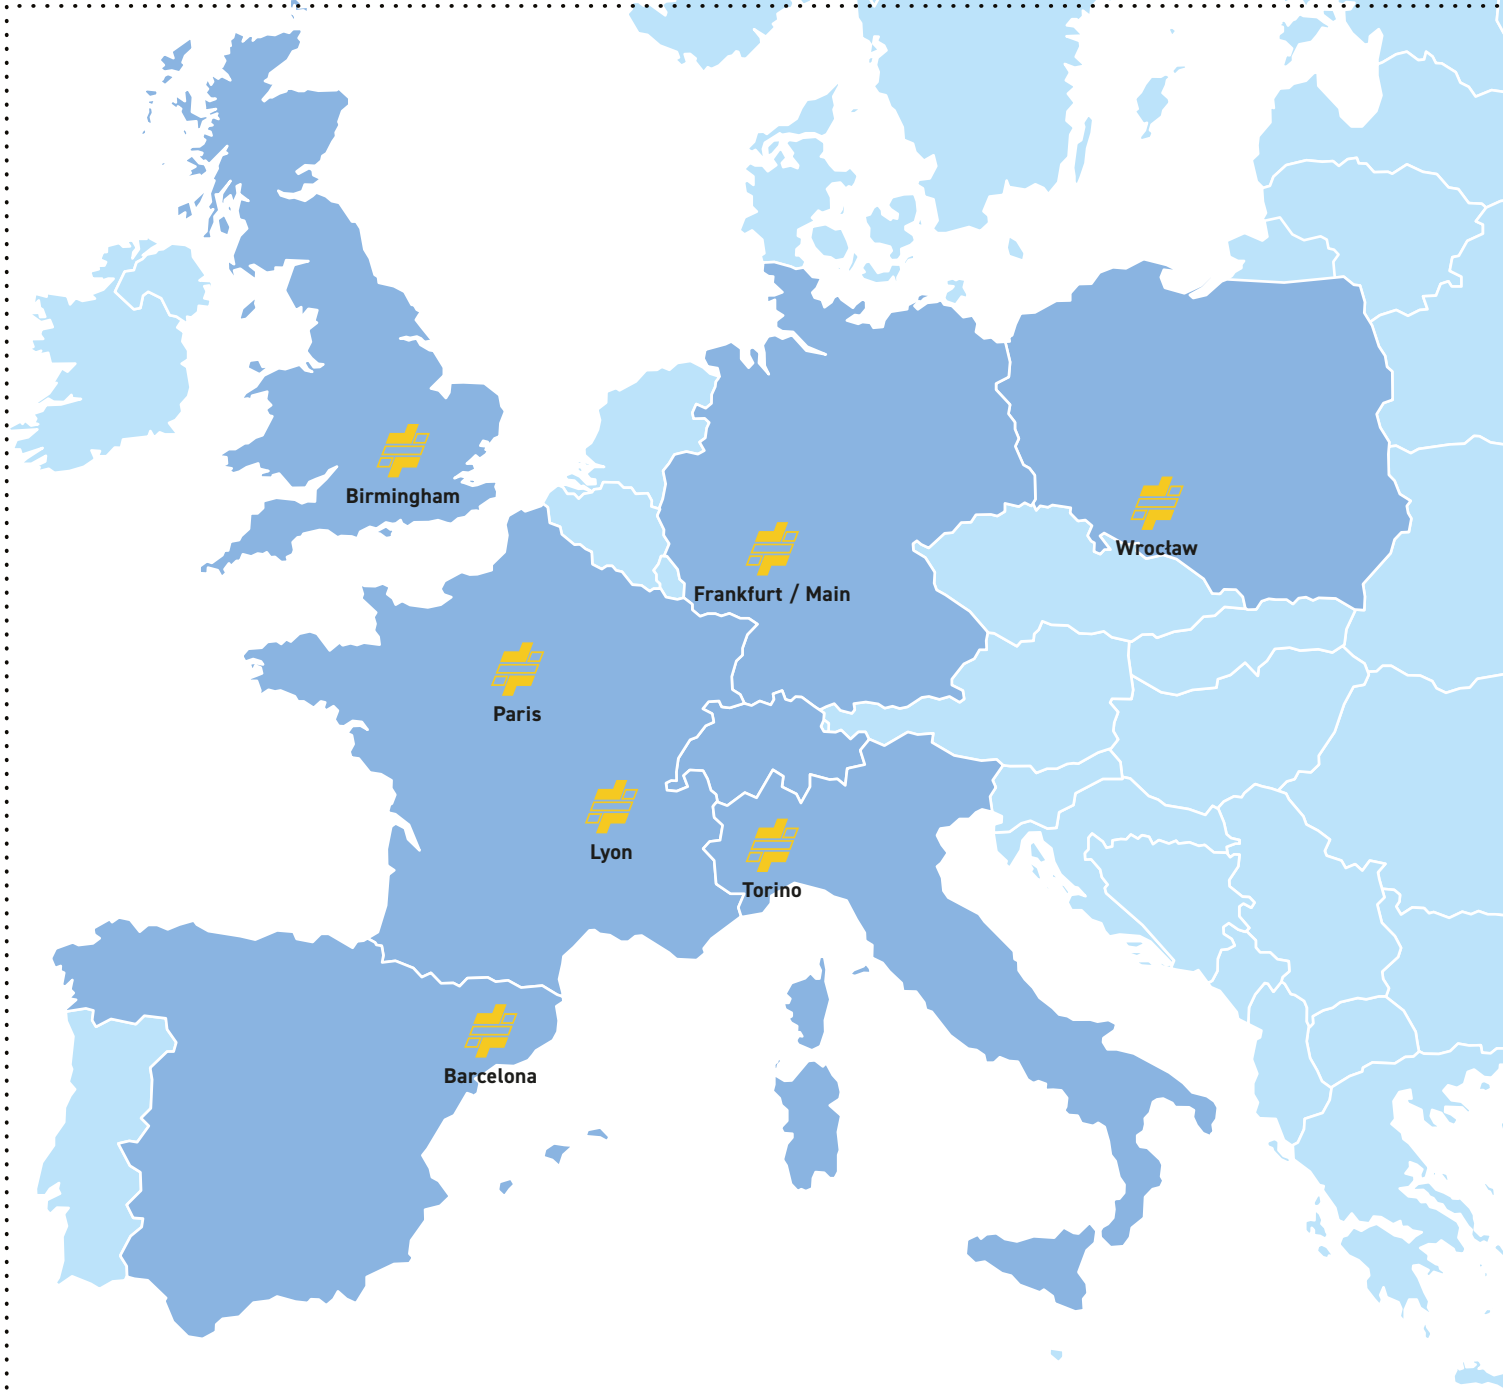 Birmingham
Wrocław
Frankfurt / Main
Paris
Lyon
Torino
Barcelona